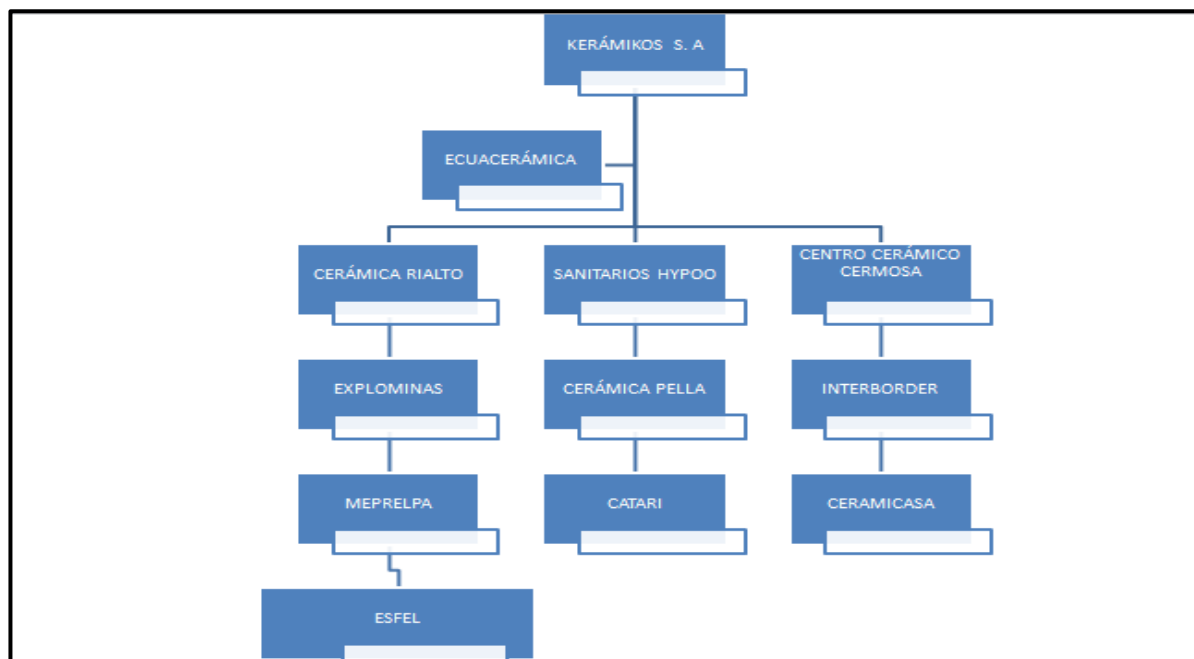 KERÁMIKOS S. A
ECUACERÁMICA
CERÁMICA RIALTO
SANITARIOS HYPOO
CENTRO CERÁMICO
CERMOSA
EXPLOMINAS
CERÁMICA PELLA
INTERBORDER
MEPRELPA
CATARI
CERAMICASA
ESFEL